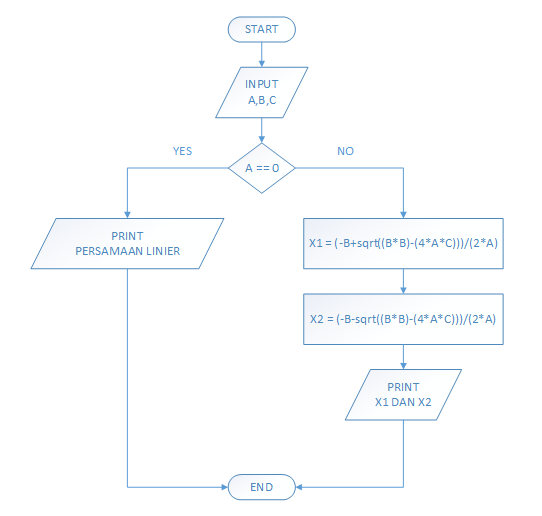 START
INPUT
A,B,C
YES
A == 0
NO
PRINT
PERSAMAAN LINIER
X1 = (-B+sqrt((B*B)-(4*A*C)))/(2*A)
X2 = (-B-sqrt((B*B)-(4*A*C)))/(2*A)
PRINT
X1 DAN X2
END